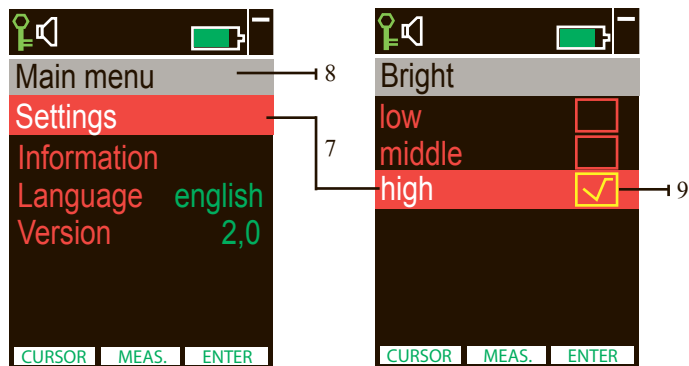 Main menu
Settings
Information
Language english
Version 2,0
CURSOR MEAS. ENTER
8
7
Bright
low
middle
high
9
CURSOR MEAS. ENTER